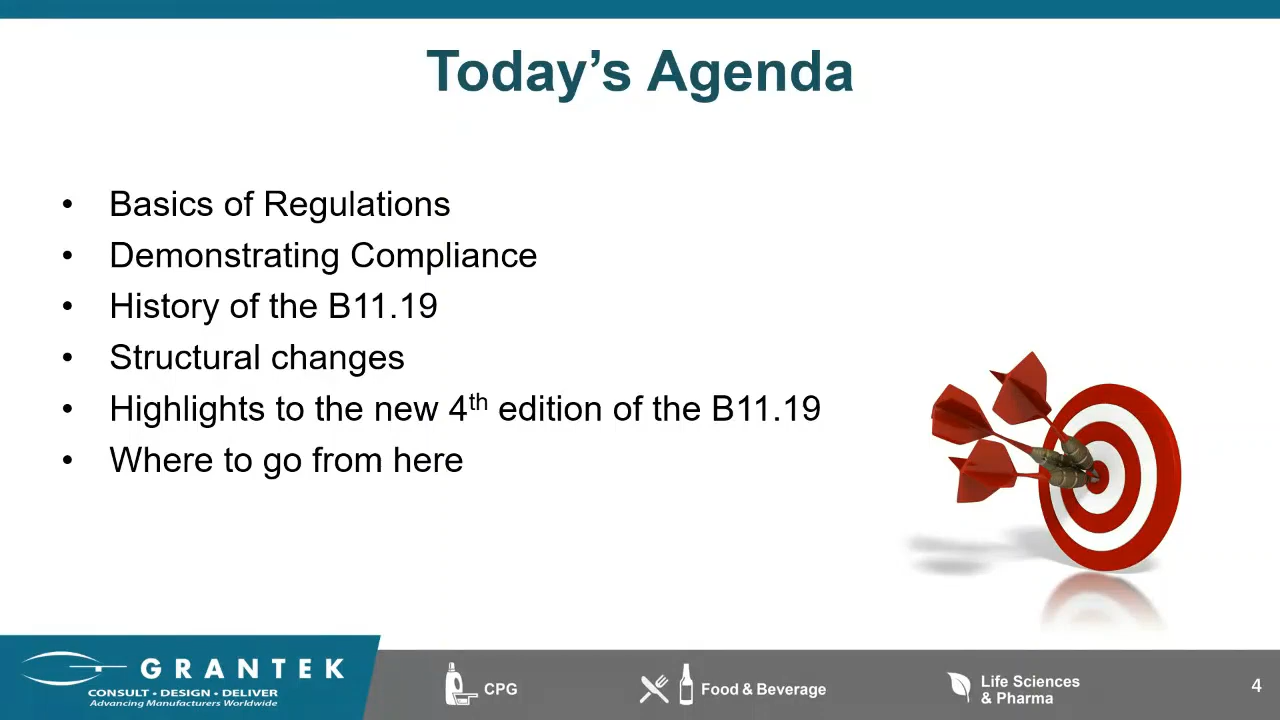 Today’s Agenda
• Basics of Regulations
• Demonstrating Compliance
• History of the B11.19
• Structural changes
• Highlights to the new 4th edition of the B11.19
• Where to go from here
GRANTEK
CONSULT • DESIGN • DELIVER
Advancing Manufacturers Worldwide
CPG
Food & Beverage
Life Sciences
& Pharma
4